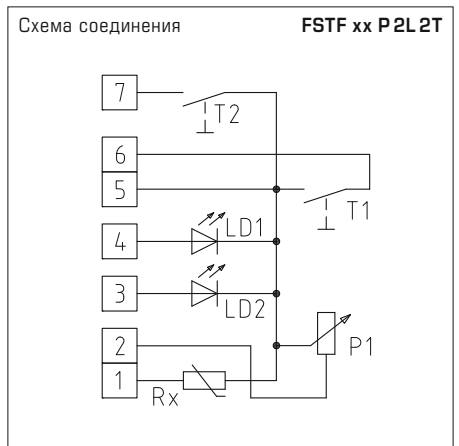 Схема соединения
FSTF xx P 2L 2T
7
T2
6
5
T1
4
LD1
3
LD2
2
P1
1
Rx